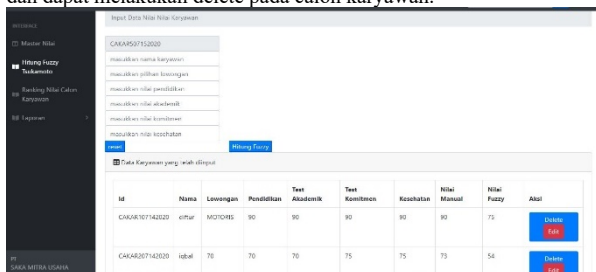 dan dapat melakukan delete pada calon karyawan.
Input Data Nilai Nilai Karyawan
INTERFACE
Master Nilai
CAKAR507152020
Hitung Fuzzy
Tsukamoto
masukkan nama karyawan
masukkan pilihan lowongan
masukkan nilai pendidikan
Ranking Nilai Calon
Karyawan
masukkan nilai akademik
masukkan nilai komitmen
Laporan
masukkan nilai kesehatan
reset Hitung Fuzzy
Data Karyawan yang telah diinput
Id Nama Lowongan Pendidikan Test Akademik Test Komitmen Kesehatan Nilai Manual Nilai Fuzzy Aksi
CAKAR107142020 MOTORIS 90 90 90 90 90 75 Delete
Edit
CAKAR207142020 iqbal 70 70 70 75 75 75 54 Delete
Edit
PT
SAKA MITRA USAHA